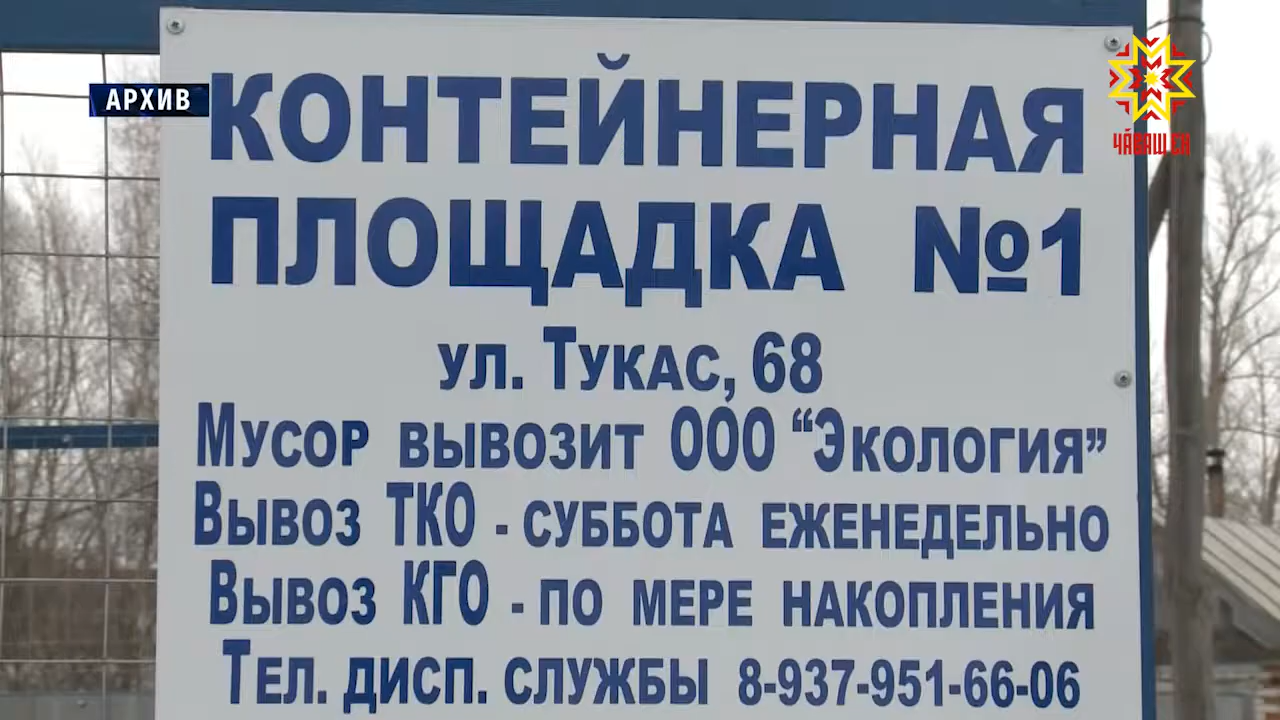 АРХИВ
ЧӐВАШ ЕН
КОНТЕЙНЕРНАЯ
ПЛОЩАДКА №1
ул. Тукас, 68
Мусор вывозит ООО “Экология”
Вывоз ТКО - суббота еженедельно
Вывоз КГО - по мере накопления
Тел. дисп. службы 8-937-951-66-06